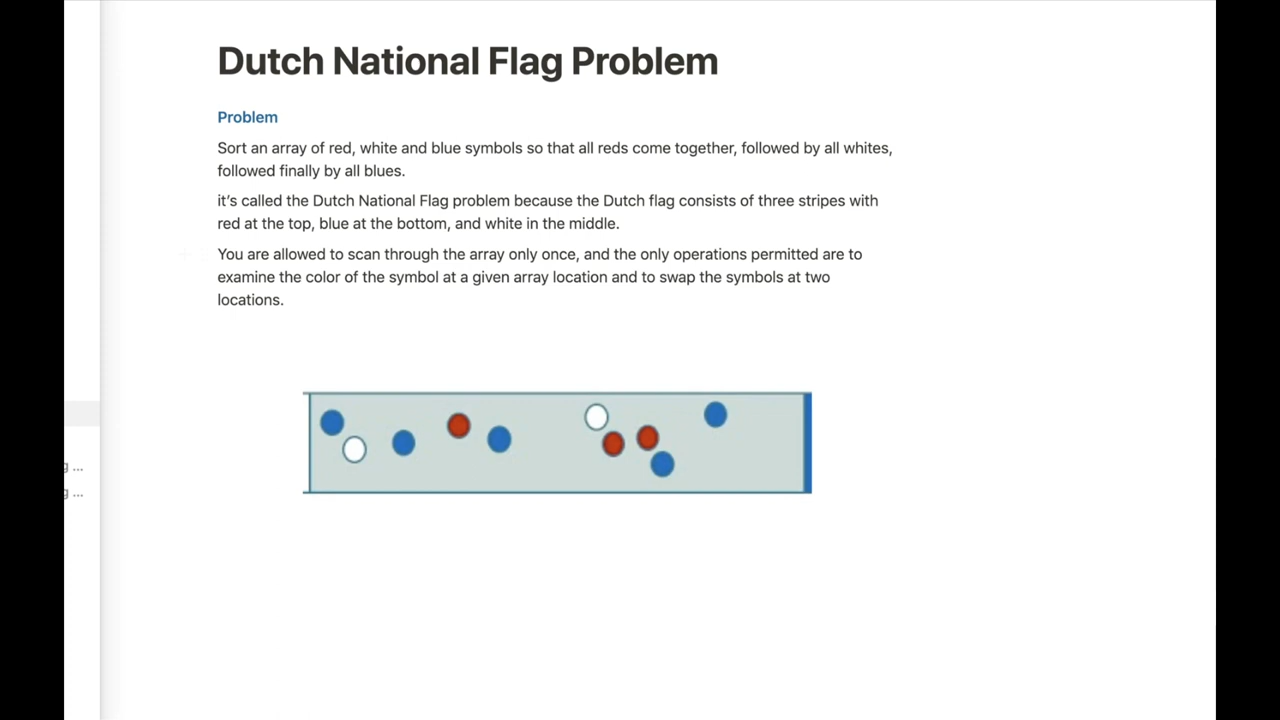 Dutch National Flag Problem
Problem
Sort an array of red, white and blue symbols so that all reds come together, followed by all whites,
followed finally by all blues.
it’s called the Dutch National Flag problem because the Dutch flag consists of three stripes with
red at the top, blue at the bottom, and white in the middle.
You are allowed to scan through the array only once, and the only operations permitted are to
examine the color of the symbol at a given array location and to swap the symbols at two
locations.
g ...
g ...